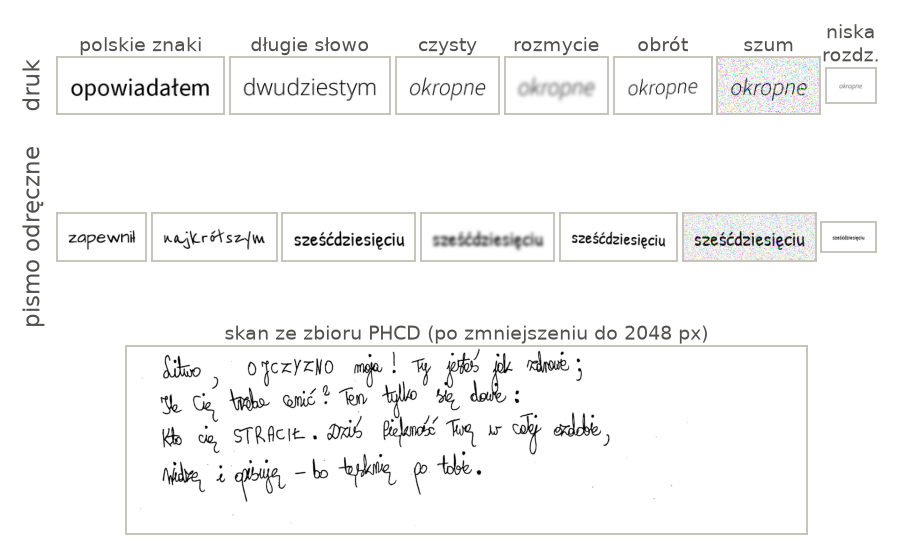 polskie znaki długie słowo czysty rozmycie obrót szum niska rozdz.
druk
opowiadałem dwudziestym okropne okropne okropne okropne okropne
pismo odręczne
zapewnił najkrótszym sześćdziesięciu sześćdziesięciu sześćdziesięciu sześćdziesięciu sześćdziesięciu
skan ze zbioru PHCD (po zmniejszeniu do 2048 px)
Litwo, OJCZYZNO moja! Ty jesteś jak zdrowie;
Ile Cię trzeba cenić? Ten tylko się dowie:
Kto cię STRACIŁ. Dziś Piękność Twą w całej ozdobie,
Widzę i opisuję – bo tęsknię po tobie.